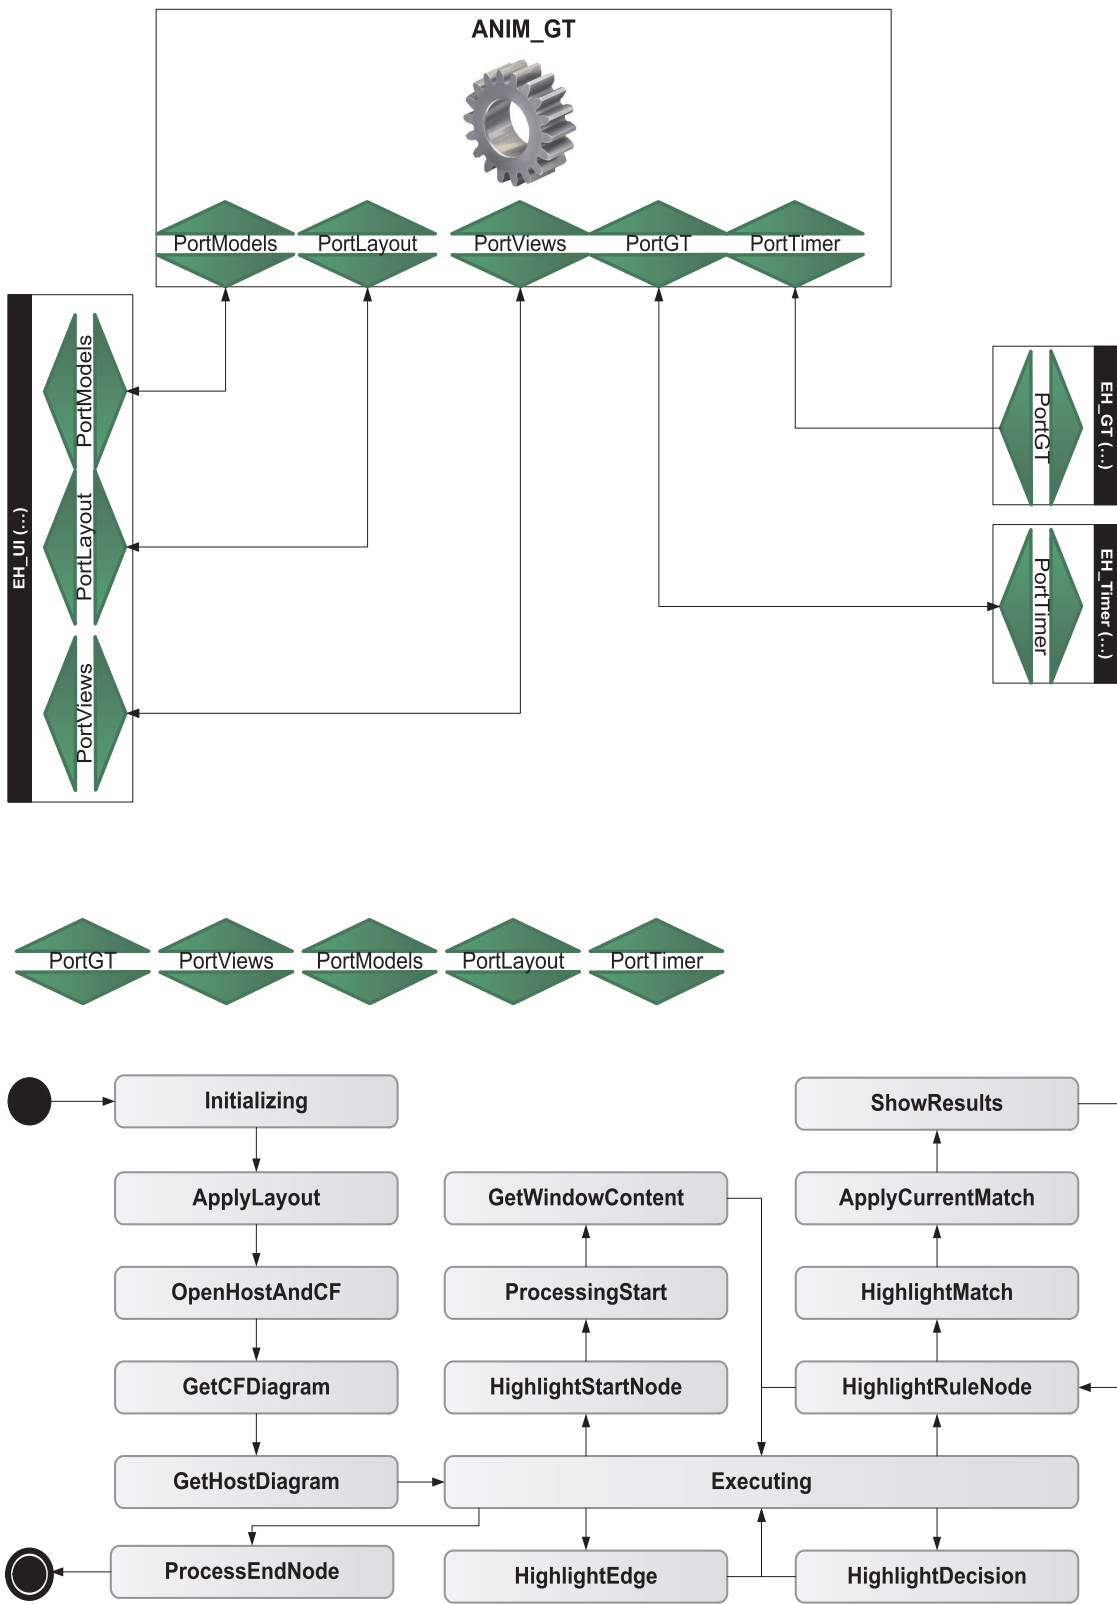 ANIM_GT
PortModels
PortLayout
PortViews
PortGT
PortTimer
EH_UI (...)
PortModels
PortLayout
PortViews
PortGT
EH_GT (...)
PortTimer
EH_Timer (...)
PortGT
PortViews
PortModels
PortLayout
PortTimer
Initializing
ShowResults
ApplyLayout
GetWindowContent
ApplyCurrentMatch
OpenHostAndCF
ProcessingStart
HighlightMatch
GetCFDiagram
HighlightStartNode
HighlightRuleNode
GetHostDiagram
Executing
ProcessEndNode
HighlightEdge
HighlightDecision